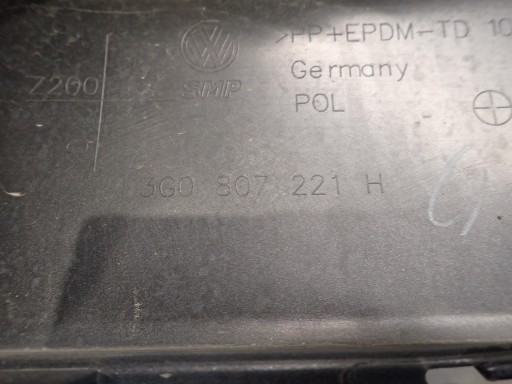 >PP+EPDM-TD 10
Germany
Z200
SMP
POL
3G0 807 221 H